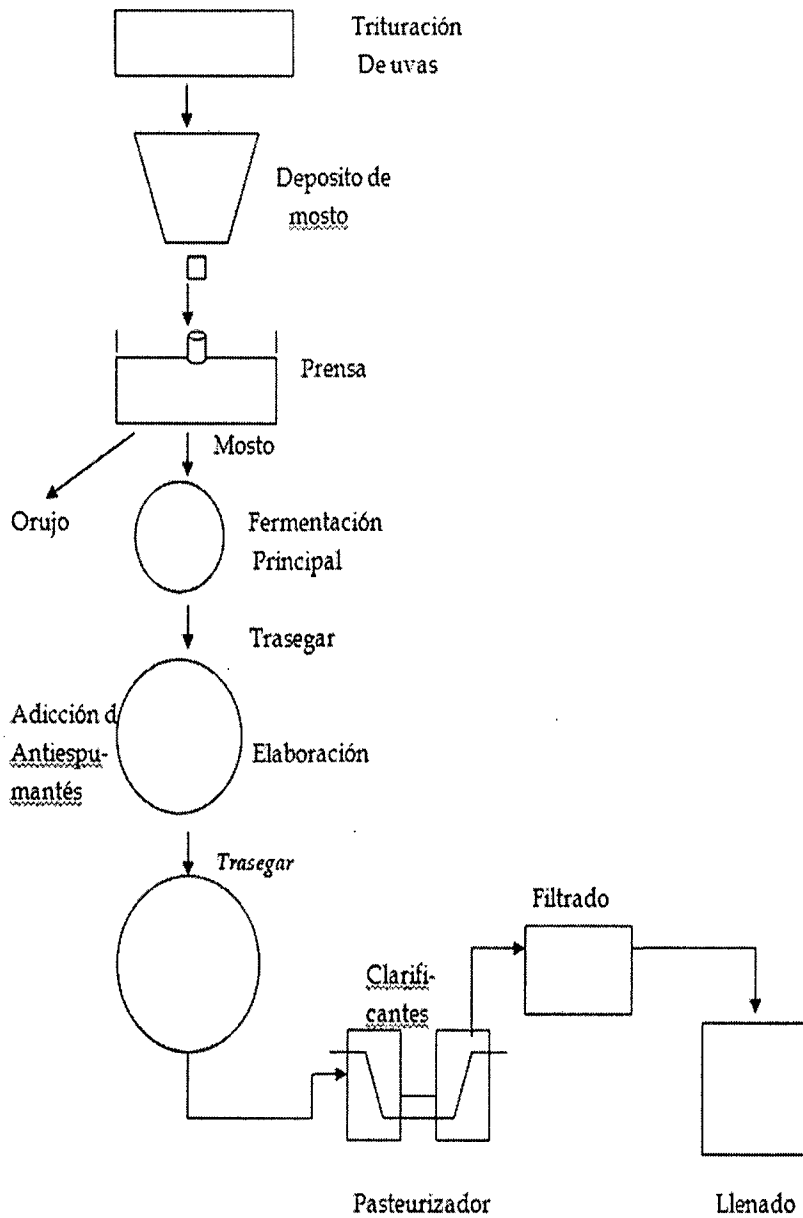 Trituración
De uvas
Deposito de
mosto
Prensa
Mosto
Orujo
Fermentación
Principal
Trasegar
Adicción d
Antiespu-
mantés
Elaboración
Trasegar
Filtrado
Clarifi-
cantes
Pasteurizador
Llenado